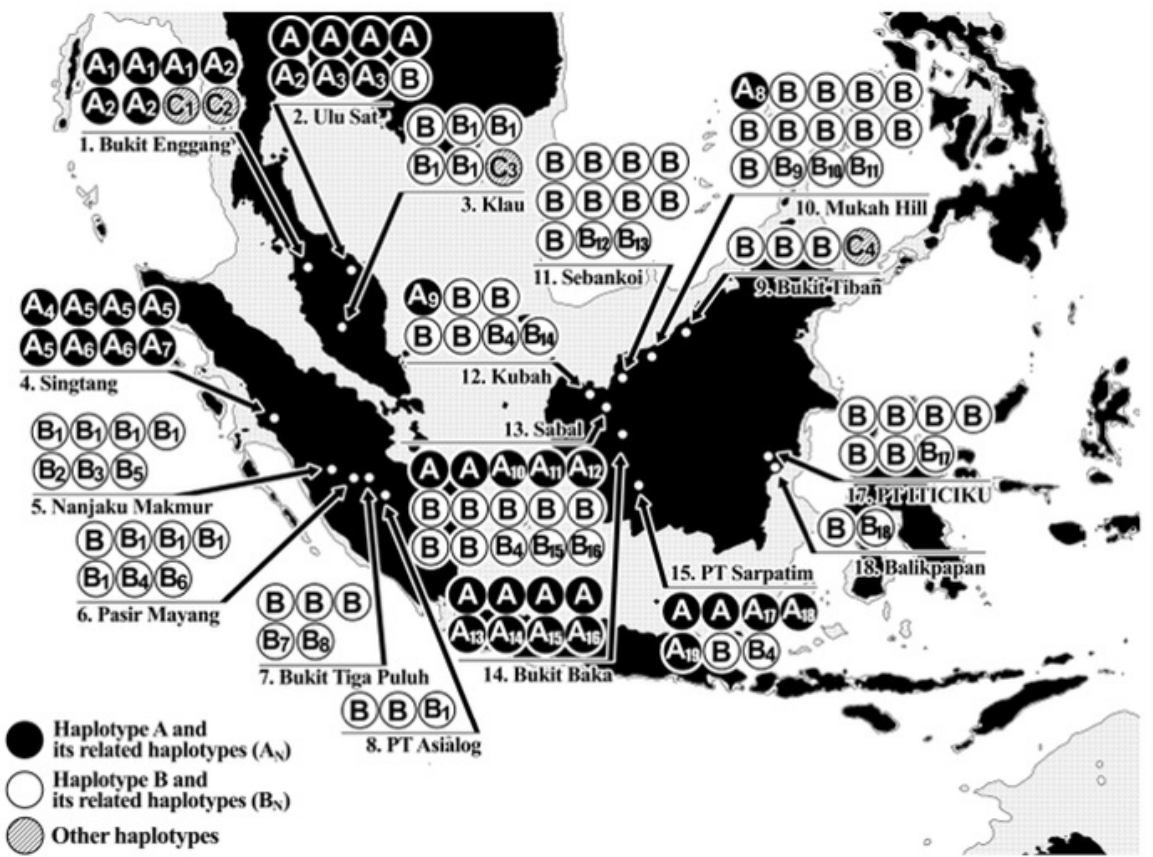 A1 A1 A1 A2
A2 A2 C1 C2
1. Bukit Enggang
A A A A
A2 A3 A3 B
2. Ulu Sat
B B1 B1
B1 B1 C3
3. Klau
A4 A5 A5 A5
A5 A6 A6 A7
4. Singtang
B1 B1 B1 B1
B2 B3 B5
5. Nanjaku Makmur
B B1 B1 B1
B1 B4 B6
6. Pasir Mayang
B B B
B7 B8
7. Bukit Tiga Puluh
B B B1
8. PT Asialog
B B B C4
9. Bukit Tiban
A8 B B B B
B B B B B
B B9 B10 B11
10. Mukah Hill
B B B B
B B B B
B B12 B13
11. Sebankoi
A9 B B
B B B4 B14
12. Kubah
13. Sabal
A A A10 A11 A12
B B B B B
B B B4 B15 B16
A A A A
A13 A14 A15 A16
14. Bukit Baka
15. PT Sarpatim
A A A17 A18
A19 B B4
B B B B
B B B17
17. PT ITICIKU
B B18
18. Balikpapan
Haplotype A and
its related haplotypes (AN)
Haplotype B and
its related haplotypes (BN)
Other haplotypes